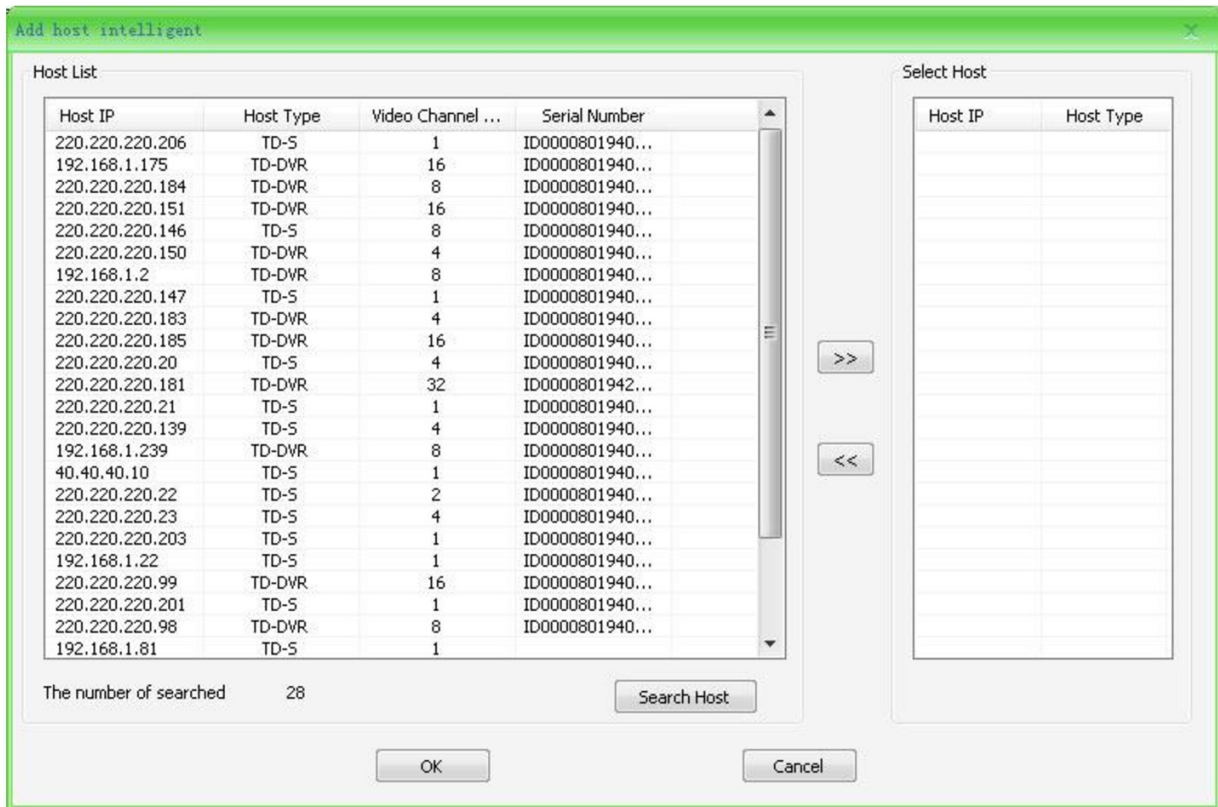 Add host intelligent
Host List
Select Host
Host IP Host Type Video Channel ... Serial Number
Host IP Host Type
220.220.220.206 TD-S 1 ID0000801940...
192.168.1.175 TD-DVR 16 ID0000801940...
220.220.220.184 TD-DVR 8 ID0000801940...
220.220.220.151 TD-DVR 16 ID0000801940...
220.220.220.146 TD-S 8 ID0000801940...
220.220.220.150 TD-DVR 4 ID0000801940...
192.168.1.2 TD-DVR 8 ID0000801940...
220.220.220.147 TD-S 1 ID0000801940...
220.220.220.183 TD-DVR 4 ID0000801940...
220.220.220.185 TD-DVR 16 ID0000801940...
220.220.220.20 TD-S 4 ID0000801940...
220.220.220.181 TD-DVR 32 ID0000801942...
220.220.220.21 TD-S 1 ID0000801940...
220.220.220.139 TD-S 4 ID0000801940...
192.168.1.239 TD-DVR 8 ID0000801940...
40.40.40.10 TD-S 1 ID0000801940...
220.220.220.22 TD-S 2 ID0000801940...
220.220.220.23 TD-S 4 ID0000801940...
220.220.220.203 TD-S 1 ID0000801940...
192.168.1.22 TD-S 1 ID0000801940...
220.220.220.99 TD-DVR 16 ID0000801940...
220.220.220.201 TD-S 1 ID0000801940...
220.220.220.98 TD-DVR 8 ID0000801940...
192.168.1.81 TD-S 1
>>
<<
The number of searched 28
Search Host
OK
Cancel